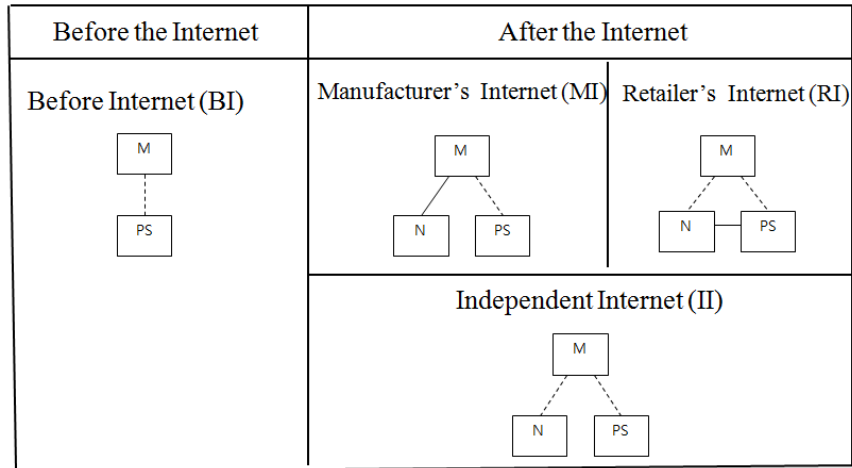 Before the Internet
After the Internet
Before Internet (BI)
M
PS
Manufacturer's Internet (MI)
M
N
PS
Retailer's Internet (RI)
M
N
PS
Independent Internet (II)
M
N
PS